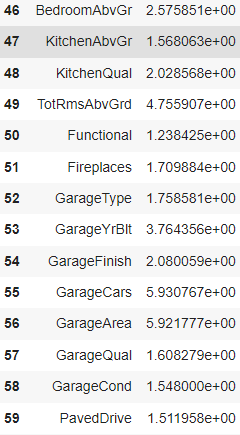 46 BedroomAbvGr 2.575851e+00
47 KitchenAbvGr 1.568063e+00
48 KitchenQual 2.028568e+00
49 TotRmsAbvGrd 4.755907e+00
50 Functional 1.238425e+00
51 Fireplaces 1.709884e+00
52 GarageType 1.758581e+00
53 GarageYrBlt 3.764356e+00
54 GarageFinish 2.080059e+00
55 GarageCars 5.930767e+00
56 GarageArea 5.921777e+00
57 GarageQual 1.608279e+00
58 GarageCond 1.548000e+00
59 PavedDrive 1.511958e+00